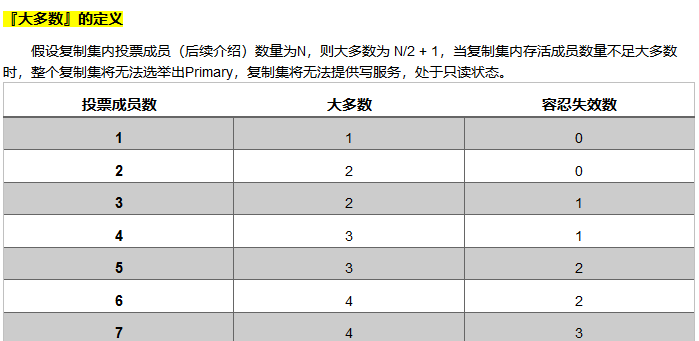 『大多数』的定义
假设复制集内投票成员（后续介绍）数量为N，则大多数为 N/2 + 1，当复制集内存活成员数量不足大多数
时，整个复制集将无法选举出Primary，复制集将无法提供写服务，处于只读状态。
投票成员数 大多数 容忍失效数
1 1 0
2 2 0
3 2 1
4 3 1
5 3 2
6 4 2
7 4 3